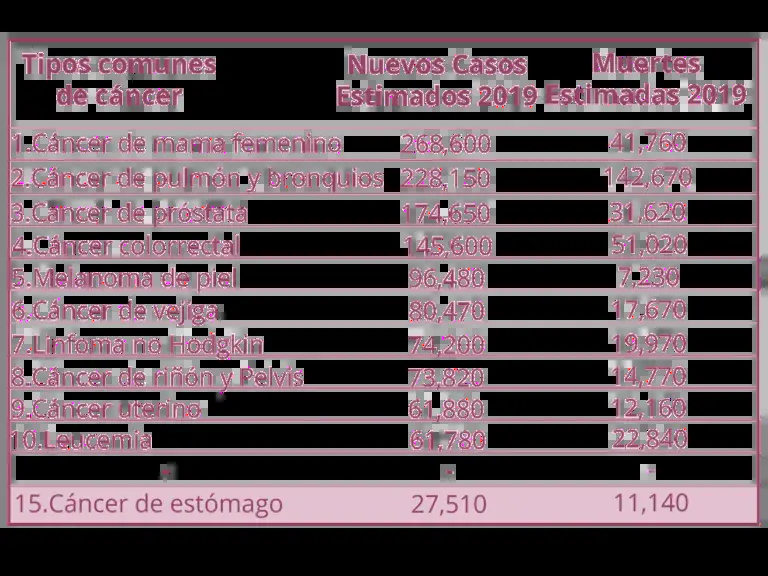 Tipos comunes de cáncer Nuevos Casos Estimados 2019 Muertes Estimadas 2019
1.Cáncer de mama femenino 268,600 41,760
2.Cáncer de pulmón y bronquios 228,150 142,670
3.Cáncer de próstata 174,650 31,620
4.Cáncer colorrectal 145,600 51,020
5.Melanoma de piel 96,480 7,230
6.Cáncer de vejiga 80,470 17,670
7.Linfoma no Hodgkin 74,200 19,970
8.Cáncer de riñón y Pelvis 73,820 14,770
9.Cáncer uterino 61,880 12,160
10.Leucemia 61,780 22,840
15.Cáncer de estómago 27,510 11,140